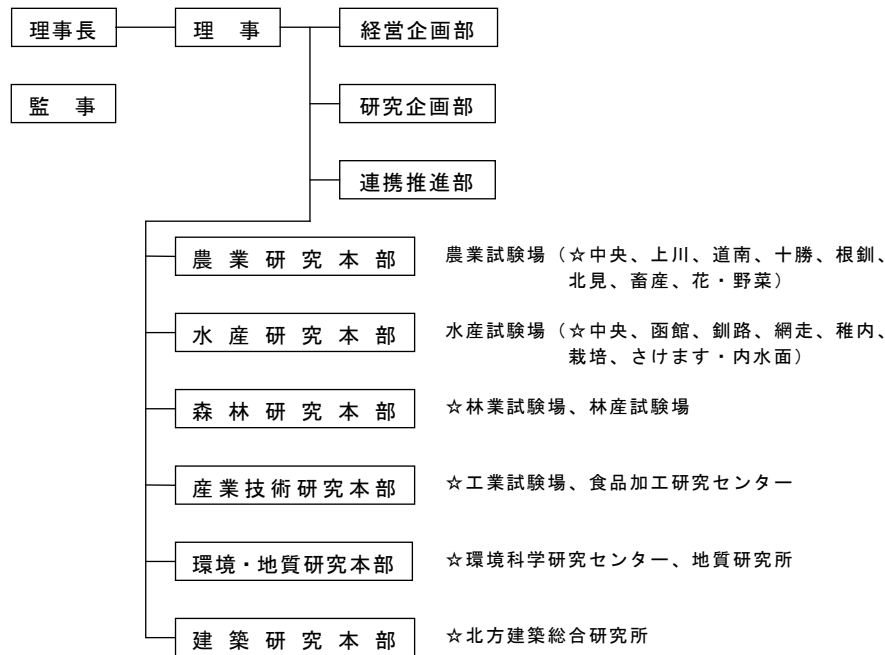 理事長 理　事 経営企画部
監　事 研究企画部
連携推進部
農業研究本部 農業試験場（☆中央、上川、道南、十勝、根釧、
北見、畜産、花・野菜）
水産研究本部 水産試験場（☆中央、函館、釧路、網走、稚内、
栽培、さけます・内水面）
森林研究本部 ☆林業試験場、林産試験場
産業技術研究本部 ☆工業試験場、食品加工研究センター
環境・地質研究本部 ☆環境科学研究センター、地質研究所
建築研究本部 ☆北方建築総合研究所